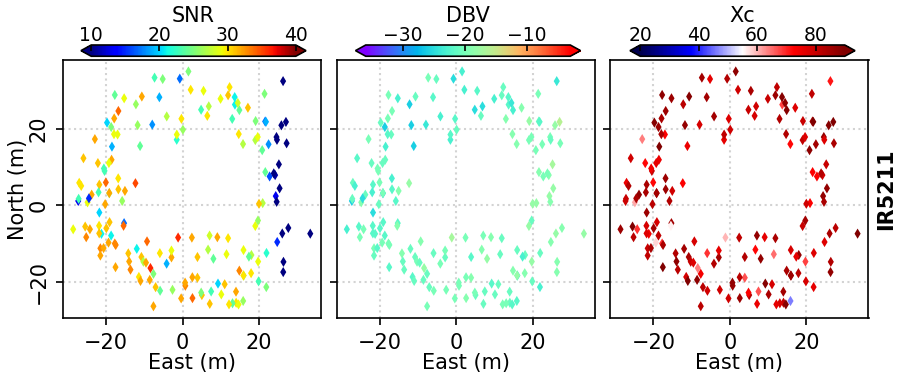 SNR DBV Xc
10 20 30 40 −30 −20 −10 20 40 60 80
North (m)
20
0
−20
−20 0 20 −20 0 20 −20 0 20
East (m) East (m) East (m)
IR5211